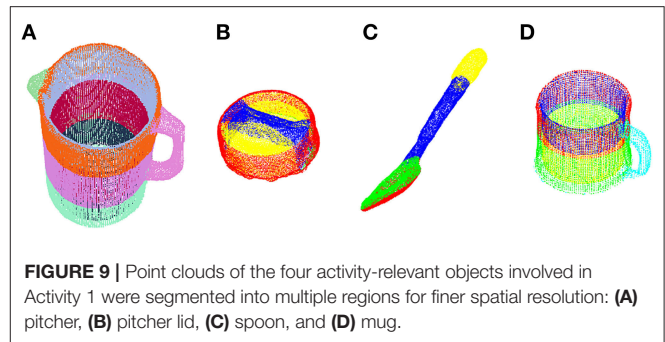 A B C D
FIGURE 9 | Point clouds of the four activity-relevant objects involved in
Activity 1 were segmented into multiple regions for finer spatial resolution: (A)
pitcher, (B) pitcher lid, (C) spoon, and (D) mug.